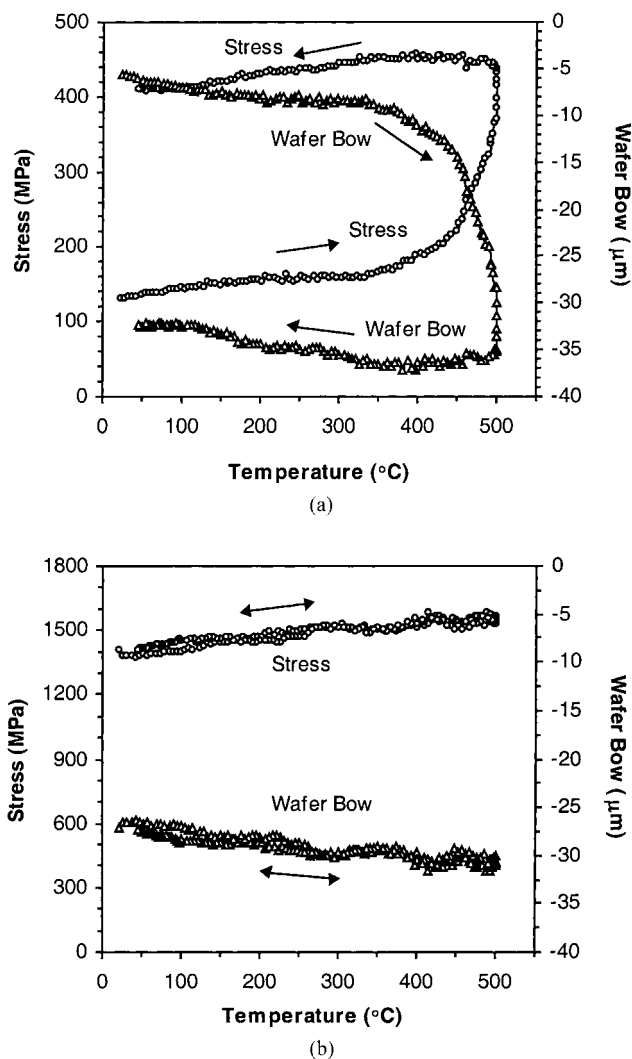 500
400
300
200
100
0
Stress (MPa)
0
-5
-10
-15
-20
-25
-30
-35
-40
Wafer Bow ( μm)
Stress
Wafer Bow
Stress
Wafer Bow
0 100 200 300 400 500
Temperature (°C)
(a)
1800
1500
1200
900
600
300
0
Stress (MPa)
0
-5
-10
-15
-20
-25
-30
-35
-40
Wafer Bow ( μm)
Stress
Wafer Bow
0 100 200 300 400 500
Temperature (°C)
(b)